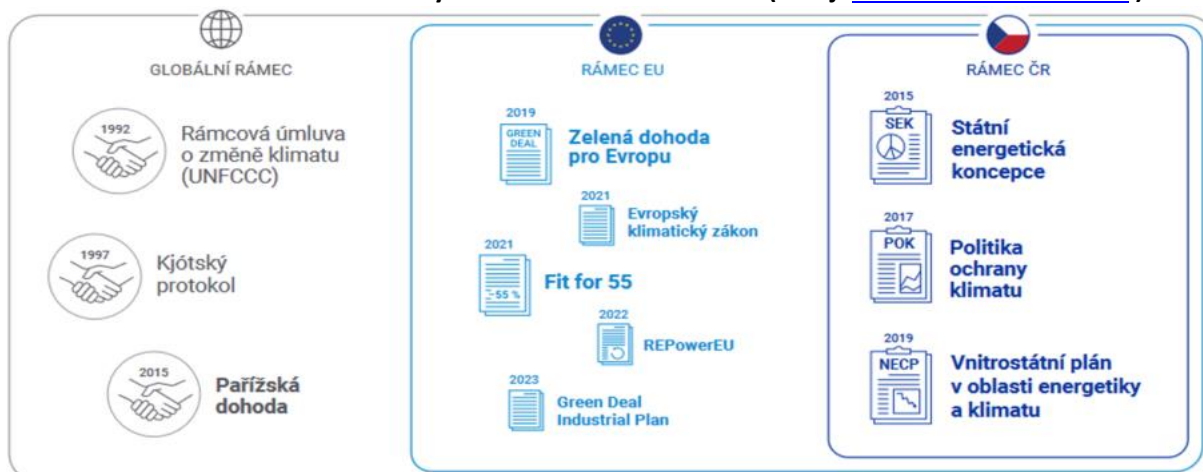 GLOBÁLNÍ RÁMEC
1992
Rámcová úmluva
o změně klimatu
(UNFCCC)
1997
Kjótský
protokol
2015
Pařížská
dohoda
RÁMEC EU
2019
GREEN
DEAL
Zelená dohoda
pro Evropu
2021
Evropský
klimatický zákon
2021
-55 %
Fit for 55
2022
REPowerEU
2023
Green Deal
Industrial Plan
RÁMEC ČR
2015
SEK
Státní
energetická
koncepce
2017
POK
Politika
ochrany
klimatu
2019
NECP
Vnitrostátní plán
v oblasti energetiky
a klimatu